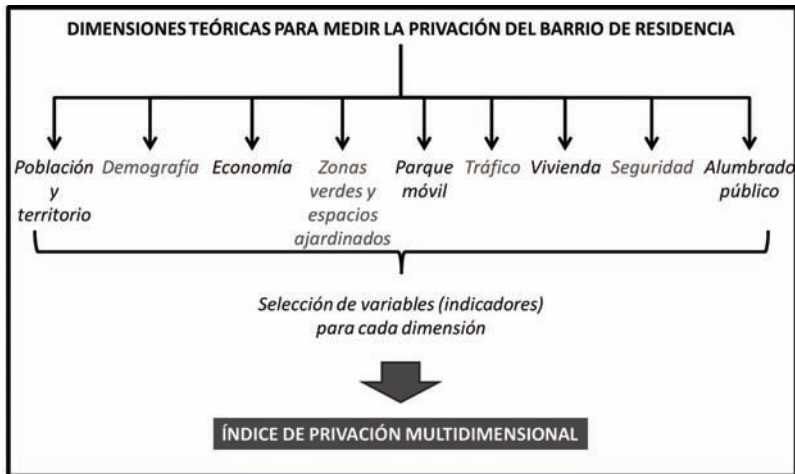 DIMENSIONES TEÓRICAS PARA MEDIR LA PRIVACIÓN DEL BARRIO DE RESIDENCIA
Población
y
territorio
Demografía
Economía
Zonas
verdes y
espacios
ajardinados
Parque
móvil
Tráfico
Vivienda
Seguridad
Alumbrado
público
Selección de variables (indicadores)
para cada dimensión
ÍNDICE DE PRIVACIÓN MULTIDIMENSIONAL